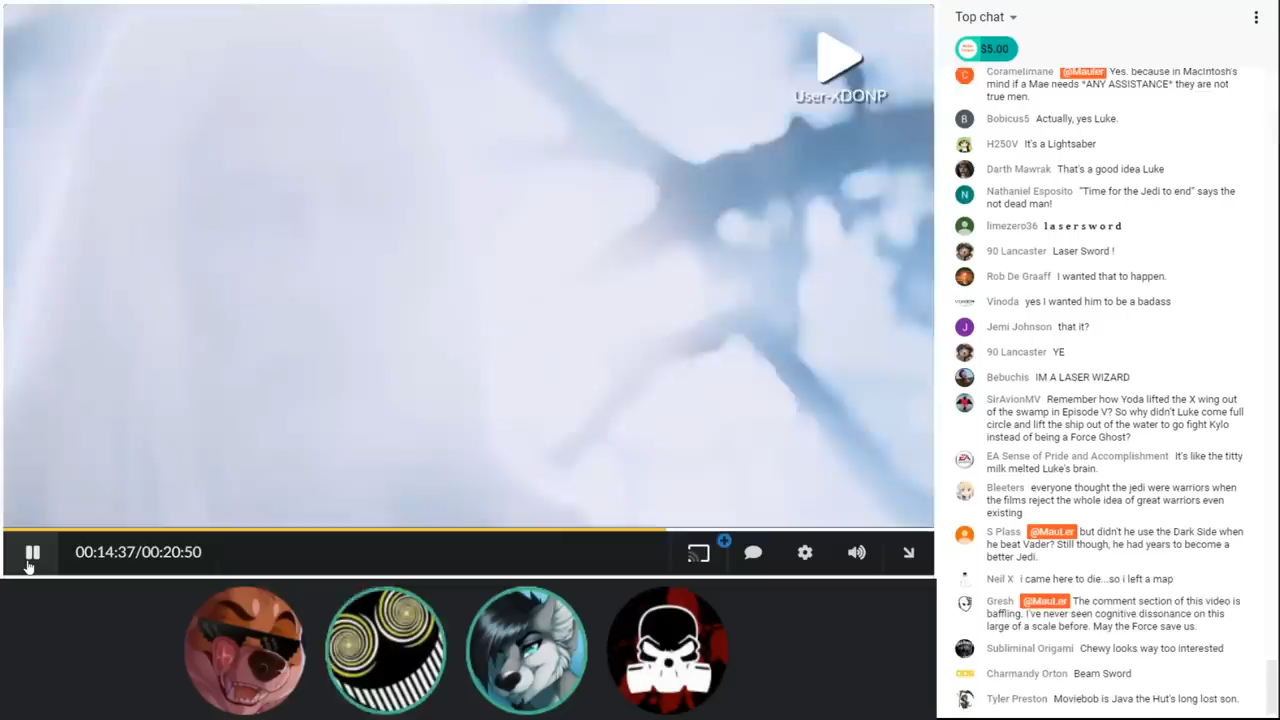 User-XDONP
00:14:37/00:20:50
Top chat
$5.00
Coramelimane @Mauler Yes. because in MacIntosh's
mind if a Mae needs *ANY ASSISTANCE* they are not
true men.
Bobicus5 Actually, yes Luke.
H250V It's a Lightsaber
Darth Mawrak That's a good idea Luke
Nathaniel Esposito "Time for the Jedi to end" says the
not dead man!
limezero36 l a s e r s w o r d
90 Lancaster Laser Sword !
Rob De Graaff I wanted that to happen.
Vinoda yes I wanted him to be a badass
J Jemi Johnson that it?
90 Lancaster YE
Bebuchis IM A LASER WIZARD
SirAvionMV Remember how Yoda lifted the X wing out
of the swamp in Episode V? So why didn't Luke come full
circle and lift the ship out of the water to go fight Kylo
instead of being a Force Ghost?
EA Sense of Pride and Accomplishment It's like the titty
milk melted Luke's brain.
Bleeters everyone thought the jedi were warriors when
the films reject the whole idea of great warriors even
existing
S Plass @MauLer but didn't he use the Dark Side when
he beat Vader? Still though, he had years to become a
better Jedi.
Neil X i came here to die...so i left a map
Gresh @MauLer The comment section of this video is
baffling. I've never seen cognitive dissonance on this
large of a scale before. May the Force save us.
Subliminal Origami Chewy looks way too interested
Charmandy Orton Beam Sword
Tyler Preston Moviebob is Java the Hut's long lost son.